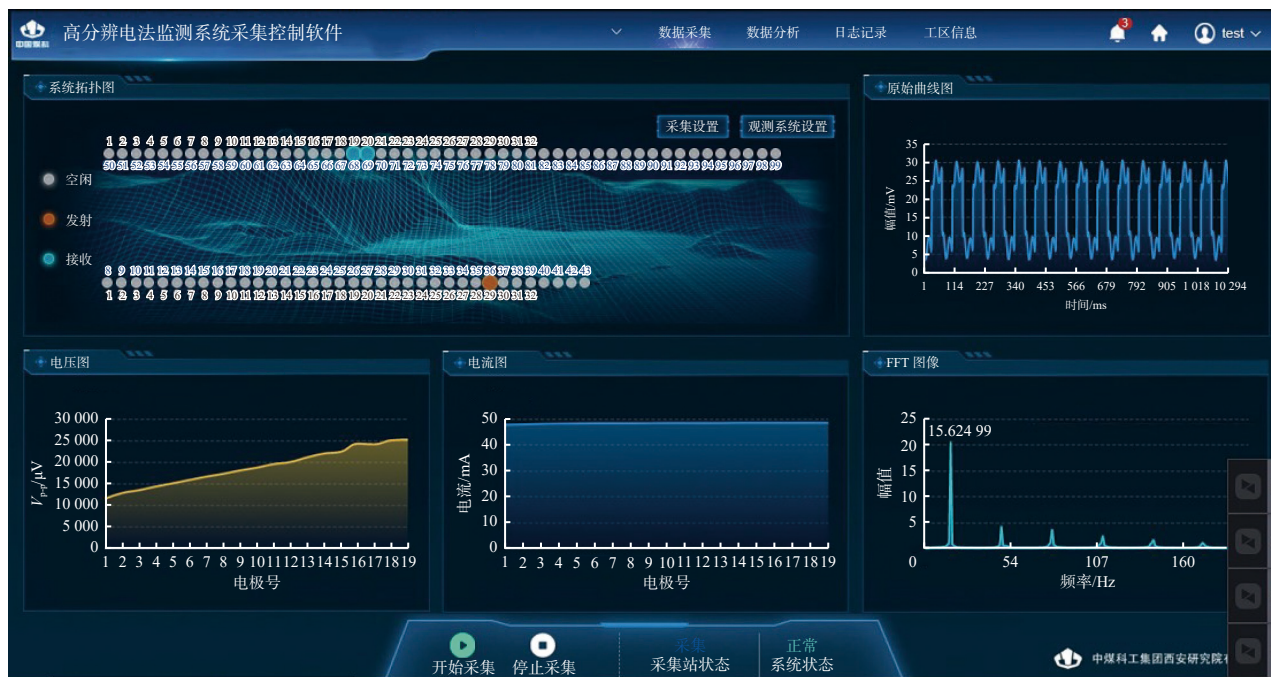 中国煤科
高分辨电法监测系统采集控制软件
数据采集
数据分析
日志记录
工区信息
3
test
系统拓扑图
采集设置
观测系统设置
1 2 3 4 5 6 7 8 9 10 11 12 13 14 15 16 17 18 19 20 21 22 23 24 25 26 27 28 29 30 31 32
50 51 52 53 54 55 56 57 58 59 60 61 62 63 64 65 66 67 68 69 70 71 72 73 74 75 76 77 78 79 80 81 82 83 84 85 86 87 88 89 90 91 92 93 94 95 96 97 98 99
空闲
发射
接收
8 9 10 11 12 13 14 15 16 17 18 19 20 21 22 23 24 25 26 27 28 29 30 31 32 33 34 35 36 37 38 39 40 41 42 43
1 2 3 4 5 6 7 8 9 10 11 12 13 14 15 16 17 18 19 20 21 22 23 24 25 26 27 28 29 30 31 32
原始曲线图
35
30
25
20
15
10
5
0
幅值/mV
1 114 227 340 453 566 679 792 905 1 018 10 294
时间/ms
电压图
30 000
25 000
20 000
15 000
10 000
5 000
0
Vp-p/μV
1 2 3 4 5 6 7 8 9 10 11 12 13 14 15 16 17 18 19
电极号
电流图
50
40
30
20
10
0
电流/mA
1 2 3 4 5 6 7 8 9 10 11 12 13 14 15 16 17 18 19
电极号
FFT 图像
25
20
15
10
5
15.624 99
幅值
0 54 107 160
频率/Hz
开始采集
停止采集
采集
采集站状态
正常
系统状态
中煤科工集团西安研究院